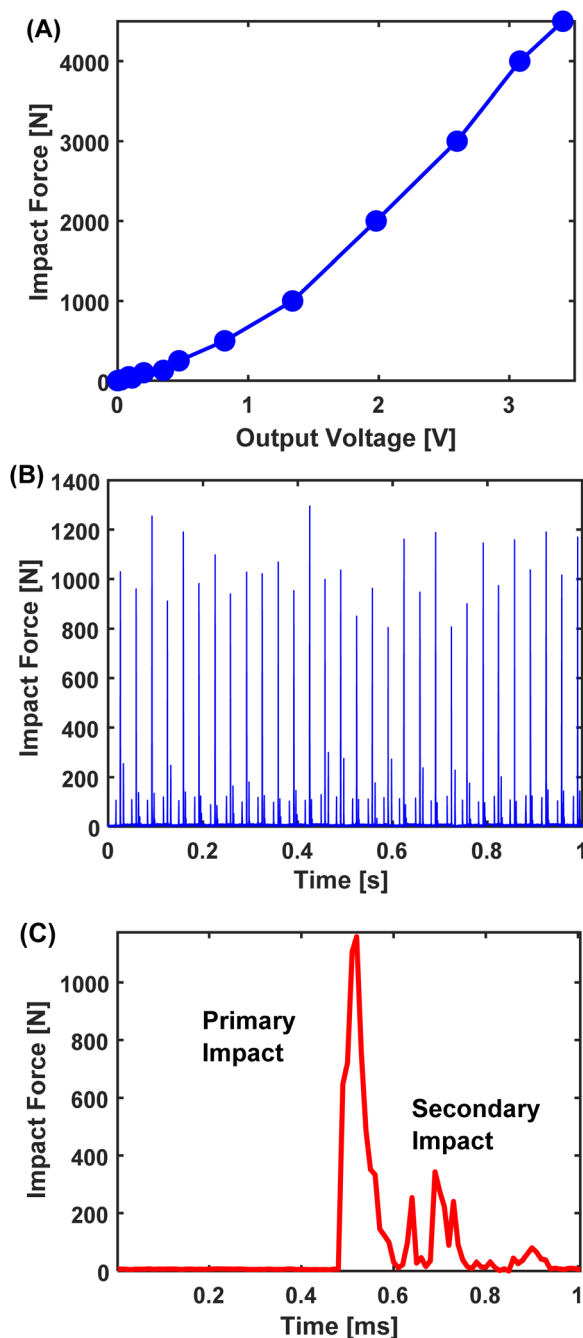 (A)
Impact Force [N]
4000
3000
2000
1000
0
0 1 2 3
Output Voltage [V]
(B)
Impact Force [N]
1400
1200
1000
800
600
400
200
0
0 0.2 0.4 0.6 0.8 1
Time [s]
(C)
Impact Force [N]
1000
800
600
400
200
0
Primary
Impact
Secondary
Impact
0.2 0.4 0.6 0.8 1
Time [ms]